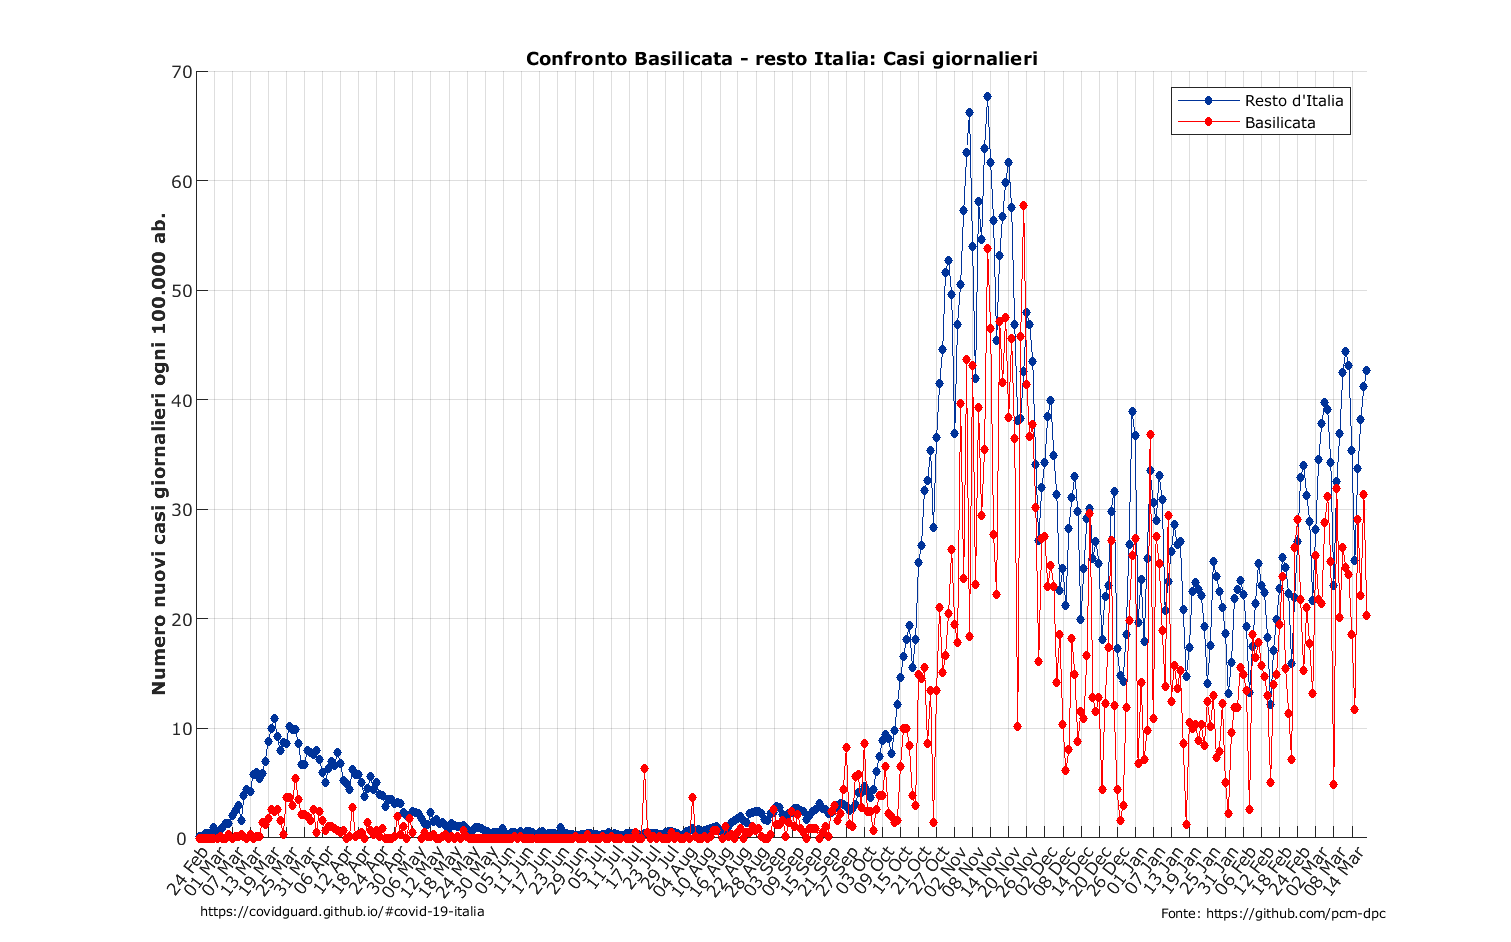 Confronto Basilicata - resto Italia: Casi giornalieri
Numero nuovi casi giornalieri ogni 100.000 ab.
70
60
50
40
30
20
10
0
Resto d'Italia
Basilicata
24 Feb
01 Mar
07 Mar
13 Mar
19 Mar
25 Mar
31 Mar
06 Apr
12 Apr
18 Apr
24 Apr
30 Apr
06 May
12 May
18 May
24 May
30 May
05 Jun
11 Jun
17 Jun
23 Jun
29 Jun
05 Jul
11 Jul
17 Jul
23 Jul
29 Jul
04 Aug
10 Aug
16 Aug
22 Aug
28 Aug
03 Sep
09 Sep
15 Sep
21 Sep
27 Sep
03 Oct
09 Oct
15 Oct
21 Oct
27 Oct
02 Nov
08 Nov
14 Nov
20 Nov
26 Nov
02 Dec
08 Dec
14 Dec
20 Dec
26 Dec
01 Jan
07 Jan
13 Jan
19 Jan
25 Jan
31 Jan
06 Feb
12 Feb
18 Feb
24 Feb
02 Mar
08 Mar
14 Mar
https://covidguard.github.io/#covid-19-italia
Fonte: https://github.com/pcm-dpc